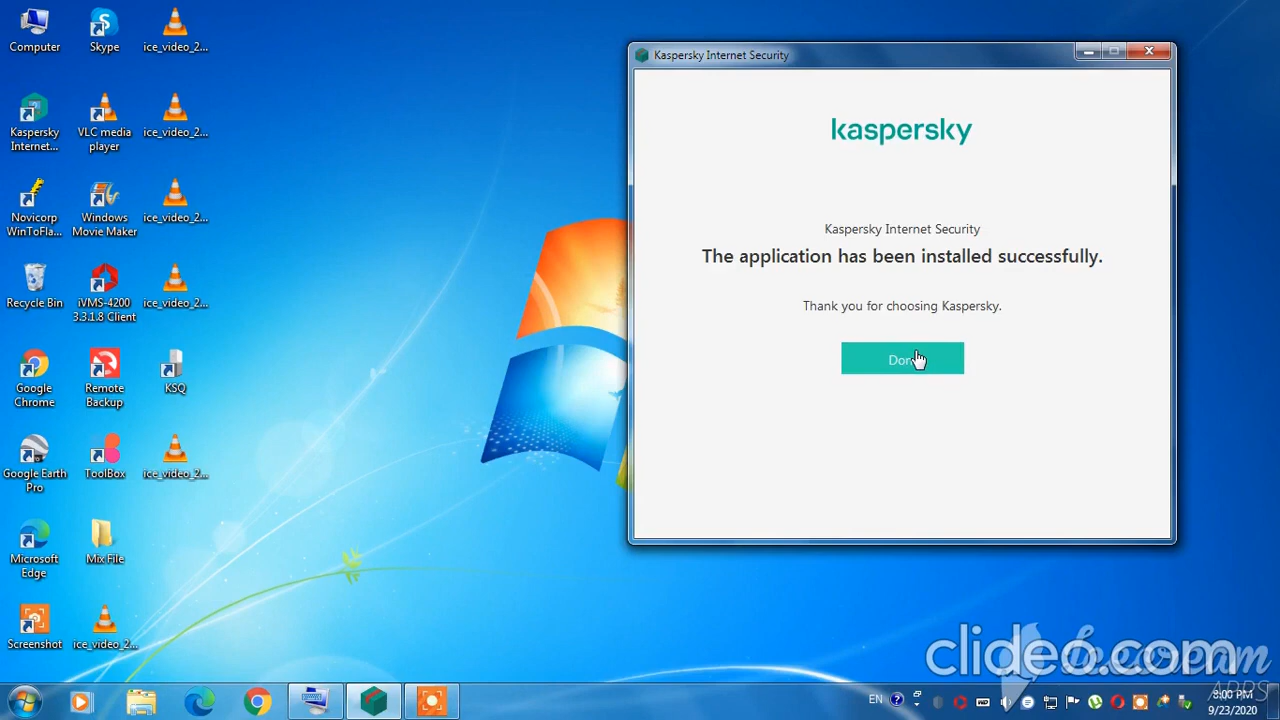 Computer
Skype
ice_video_2...
Kaspersky
Internet...
VLC media
player
ice_video_2...
Novicorp
WinToFla...
Windows
Movie Maker
ice_video_2...
Recycle Bin
iVMS-4200
3.3.1.8 Client
ice_video_2...
Google
Chrome
Remote
Backup
KSQ
Google Earth
Pro
ToolBox
ice_video_2...
Microsoft
Edge
Mix File
Screenshot
ice_video_2...
Kaspersky Internet Security
kaspersky
Kaspersky Internet Security
The application has been installed successfully.
Thank you for choosing Kaspersky.
clideo.com
Icecream
APPS
EN
8:00 PM
9/23/2020